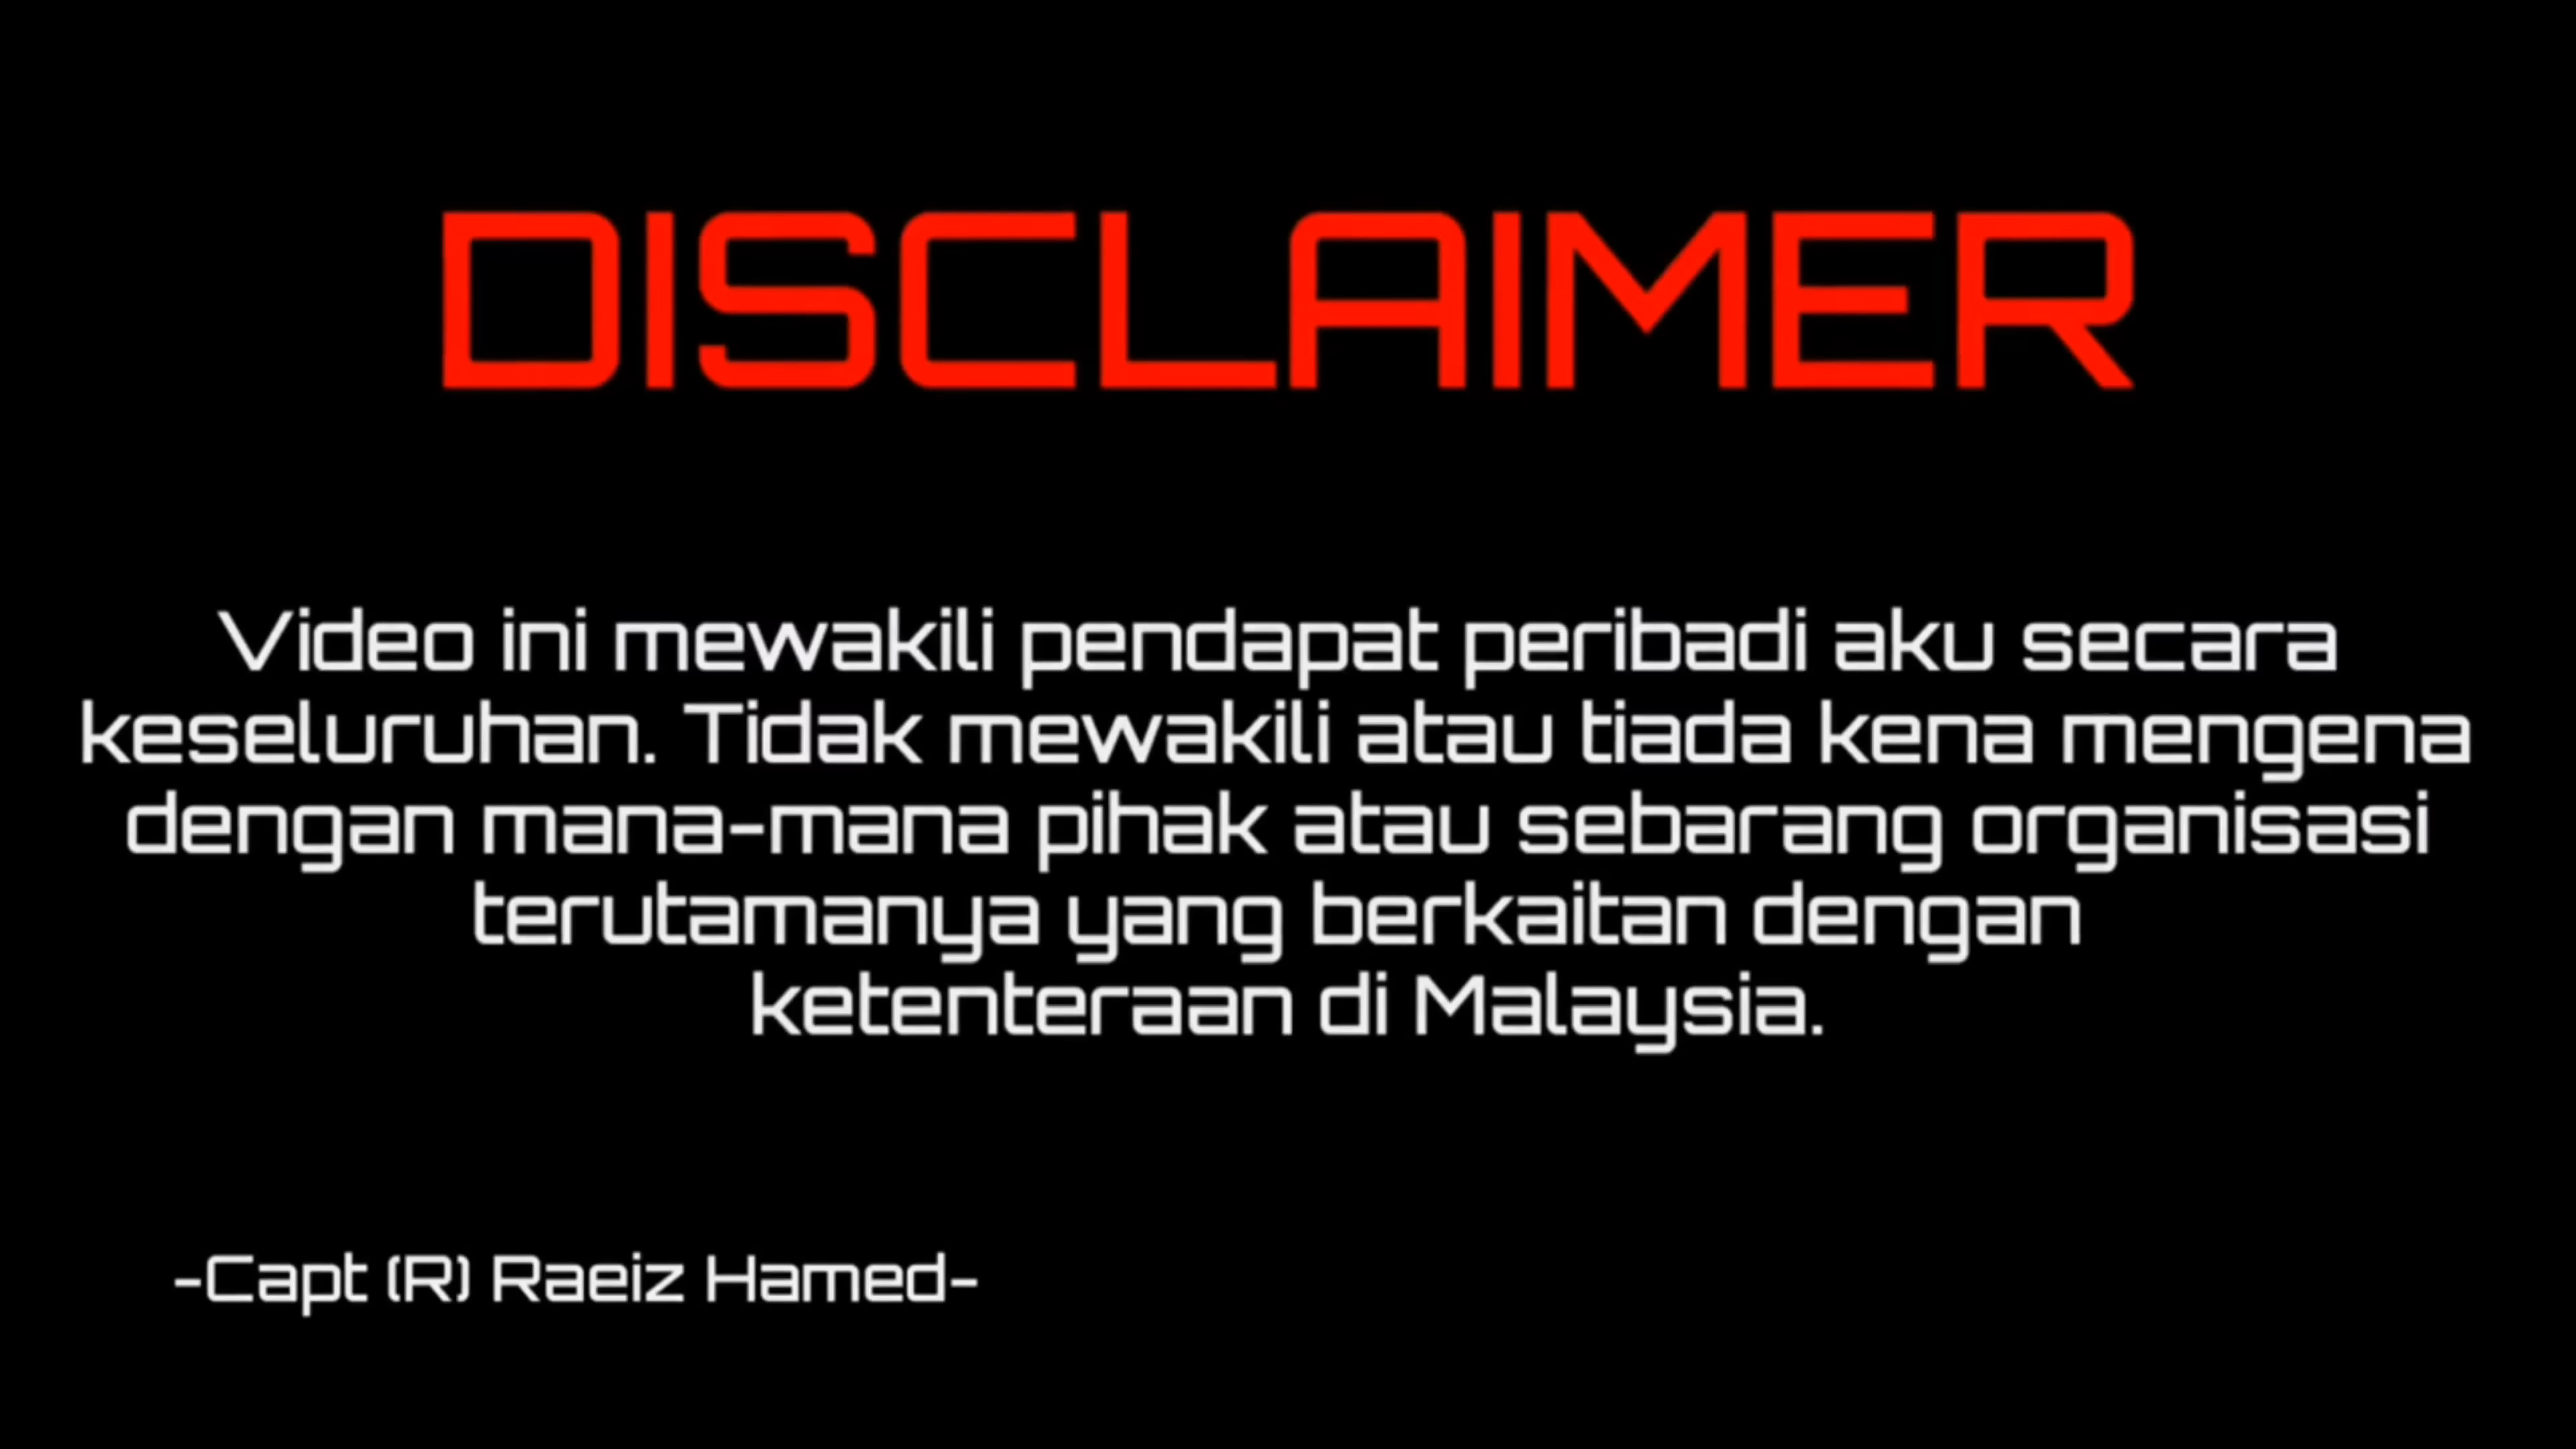 DISCLAIMER
Video ini mewakili pendapat peribadi aku secara
keseluruhan. Tidak mewakili atau tiada kena mengena
dengan mana-mana pihak atau sebarang organisasi
terutamanya yang berkaitan dengan
ketenteraan di Malaysia.
-Capt (R) Raeiz Hamed-